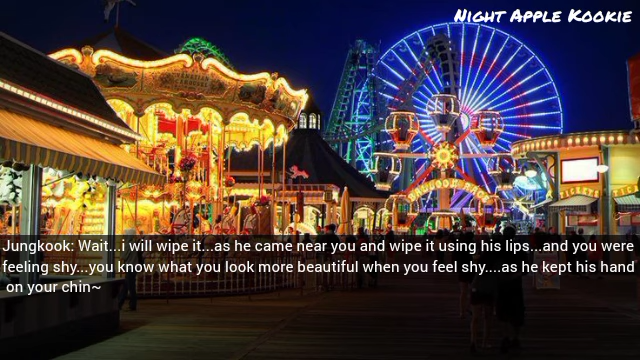 Night Apple Kookie
Jungkook: Wait...i will wipe it...as he came near you and wipe it using his lips...and you were
feeling shy...you know what you look more beautiful when you feel shy....as he kept his hand
on your chin~
TICKETS